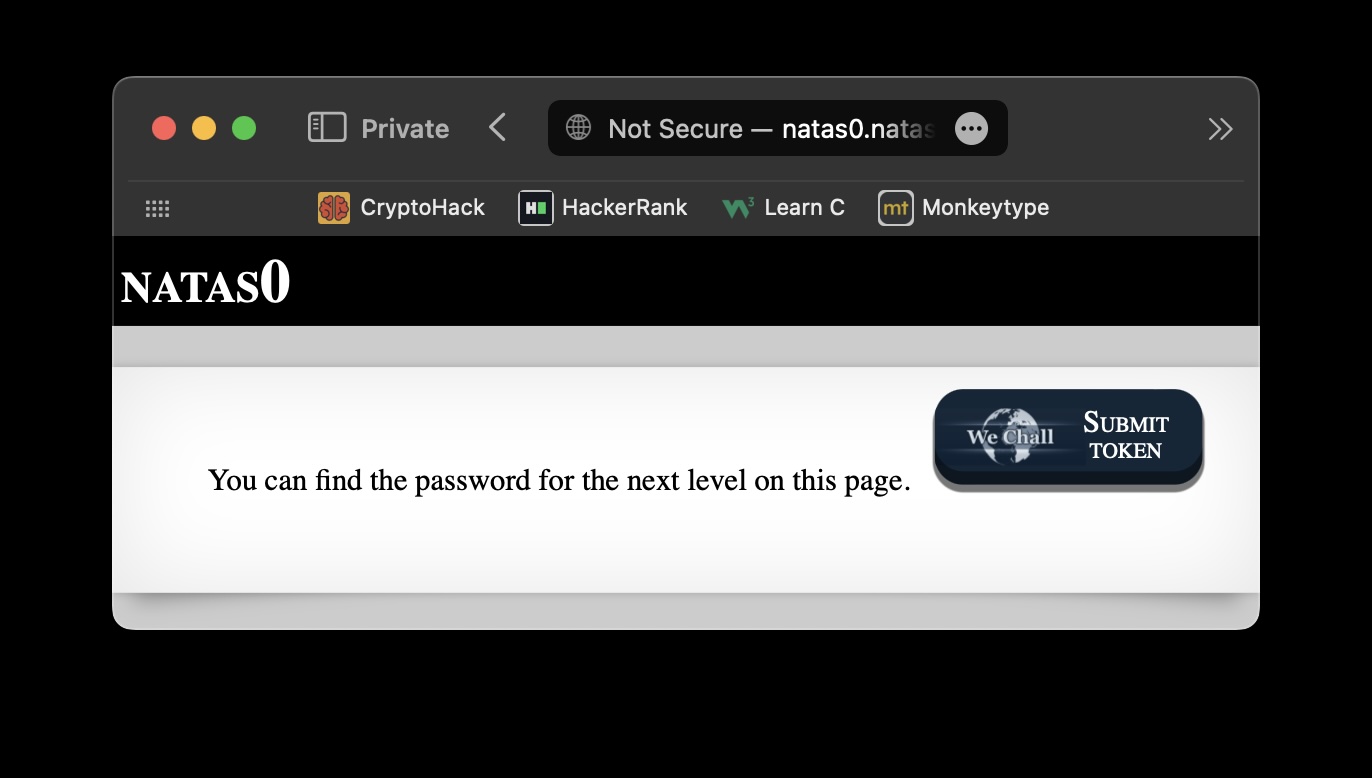 Private
Not Secure — natas0.natas
CryptoHack
HackerRank
Learn C
Monkeytype
NATAS0
We Chall
SUBMIT
TOKEN
You can find the password for the next level on this page.